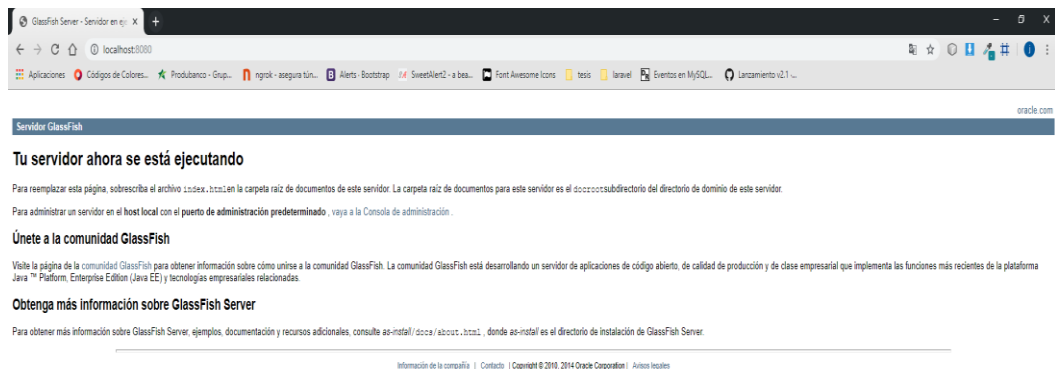 GlassFish Server - Servidor en eje
localhost:8080
Aplicaciones Códigos de Colores... Produbanco - Grup... ngrok - asegura tún... Alerts · Bootstrap SweetAlert2 - a bea... Font Awesome Icons tesis laravel Eventos en MySQL... Lanzamiento v2.1 -...
oracle.com
Servidor GlassFish
Tu servidor ahora se está ejecutando
Para reemplazar esta página, sobrescriba el archivo index.htmlen la carpeta raíz de documentos de este servidor. La carpeta raíz de documentos para este servidor es el docrootsubdirectorio del directorio de dominio de este servidor.
Para administrar un servidor en el host local con el puerto de administración predeterminado , vaya a la Consola de administración .
Únete a la comunidad GlassFish
Visite la página de la comunidad GlassFish para obtener información sobre cómo unirse a la comunidad GlassFish. La comunidad GlassFish está desarrollando un servidor de aplicaciones de código abierto, de calidad de producción y de clase empresarial que implementa las funciones más recientes de la plataforma
Java ™ Platform, Enterprise Edition (Java EE) y tecnologías empresariales relacionadas.
Obtenga más información sobre GlassFish Server
Para obtener más información sobre GlassFish Server, ejemplos, documentación y recursos adicionales, consulte as-install/docs/about.html , donde as-install es el directorio de instalación de GlassFish Server.
Información de la compañía | Contacto | Copyright © 2010, 2014 Oracle Corporation | Avisos legales